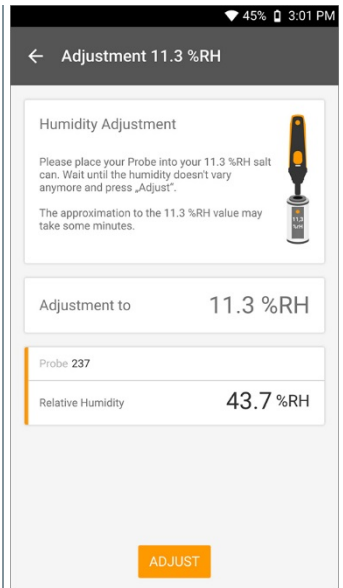 45% 3:01 PM
← Adjustment 11.3 %RH
Humidity Adjustment
Please place your Probe into your 11.3 %RH salt
can. Wait until the humidity doesn't vary
anymore and press „Adjust".
The approximation to the 11.3 %RH value may
take some minutes.
11.3
%rH
Adjustment to 11.3 %RH
Probe 237
Relative Humidity 43.7 %RH
ADJUST